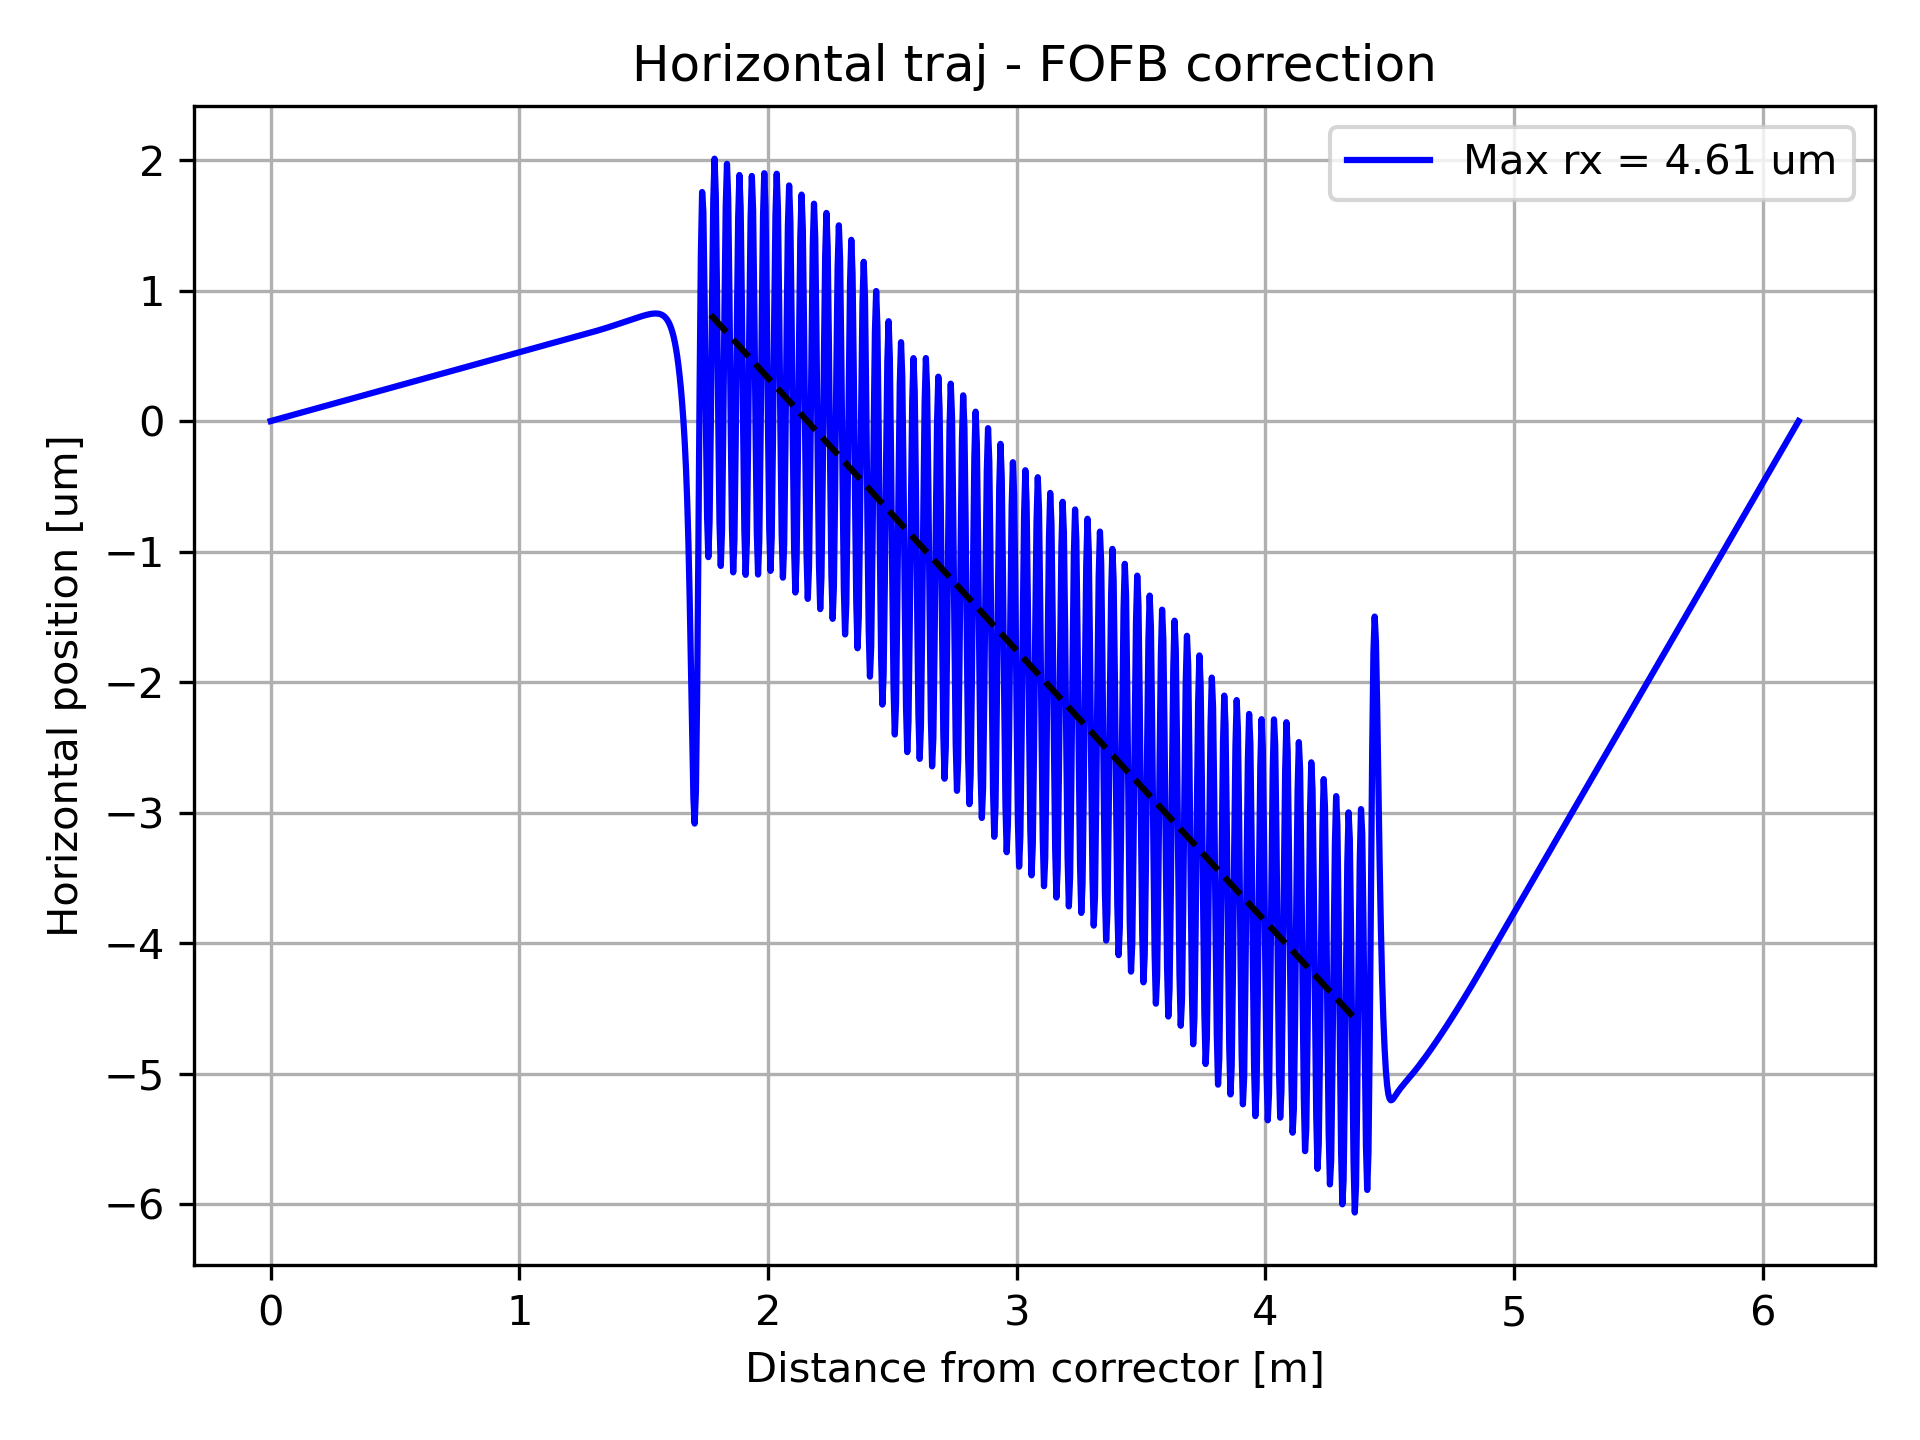 Horizontal traj - FOFB correction
Max rx = 4.61 um
Horizontal position [um]
2
1
0
−1
−2
−3
−4
−5
−6
0 1 2 3 4 5 6
Distance from corrector [m]